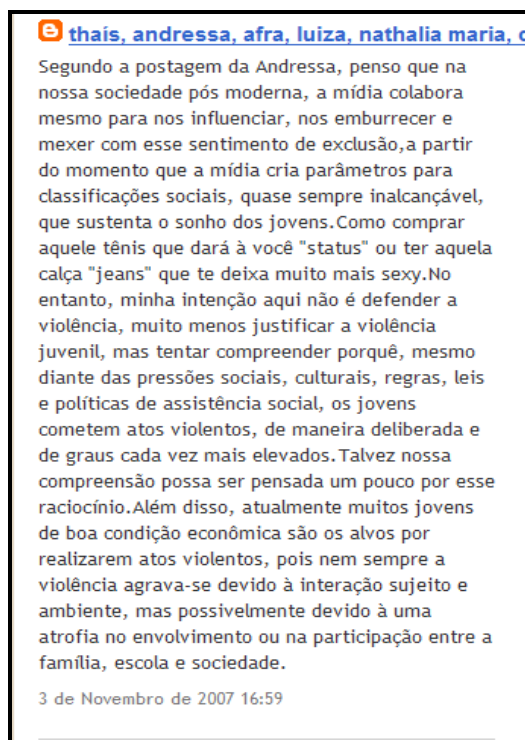 thaís, andressa, afra, luiza, nathalia maria,
Segundo a postagem da Andressa, penso que na
nossa sociedade pós moderna, a mídia colabora
mesmo para nos influenciar, nos emburrecer e
mexer com esse sentimento de exclusão,a partir
do momento que a mídia cria parâmetros para
classificações sociais, quase sempre inalcançável,
que sustenta o sonho dos jovens.Como comprar
aquele tênis que dará à você "status" ou ter aquela
calça "jeans" que te deixa muito mais sexy.No
entanto, minha intenção aqui não é defender a
violência, muito menos justificar a violência
juvenil, mas tentar compreender porquê, mesmo
diante das pressões sociais, culturais, regras, leis
e políticas de assistência social, os jovens
cometem atos violentos, de maneira deliberada e
de graus cada vez mais elevados.Talvez nossa
compreensão possa ser pensada um pouco por esse
raciocínio.Além disso, atualmente muitos jovens
de boa condição econômica são os alvos por
realizarem atos violentos, pois nem sempre a
violência agrava-se devido à interação sujeito e
ambiente, mas possivelmente devido à uma
atrofia no envolvimento ou na participação entre a
família, escola e sociedade.
3 de Novembro de 2007 16:59